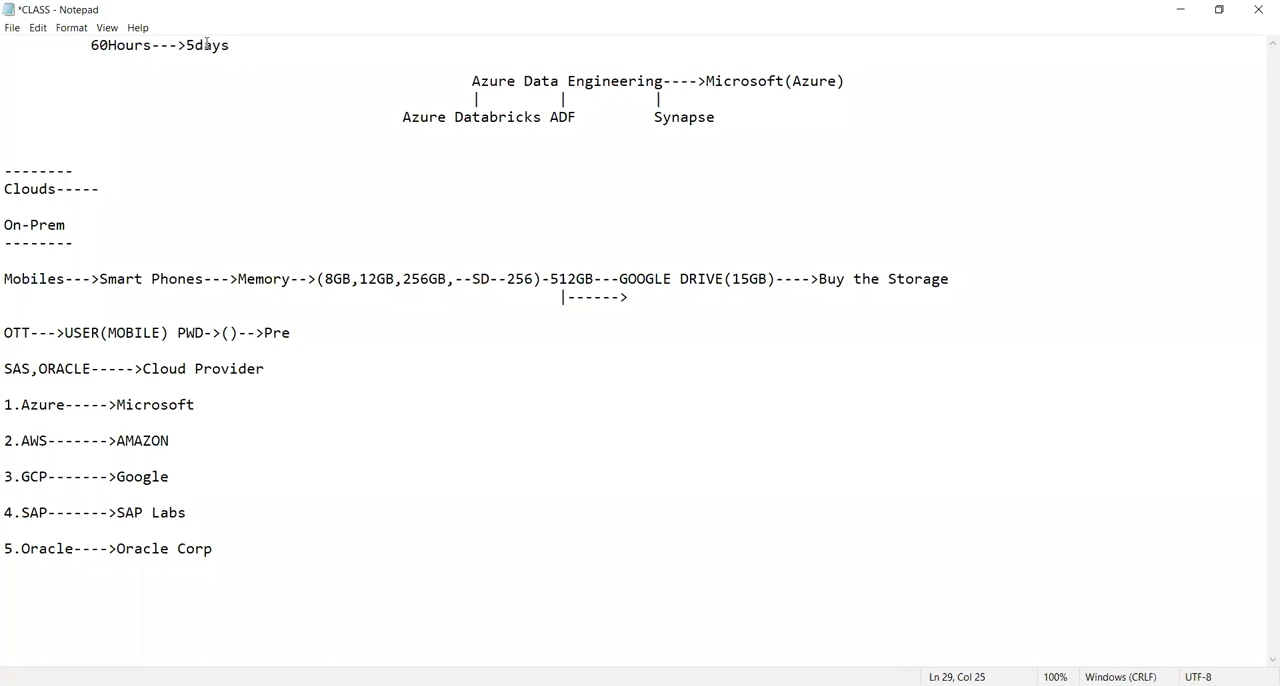 *CLASS - Notepad
File Edit Format View Help
60Hours--->5days
Azure Data Engineering---->Microsoft(Azure)
| | |
Azure Databricks ADF Synapse
--------
Clouds-----
On-Prem
--------
Mobiles--->Smart Phones--->Memory-->(8GB,12GB,256GB,--SD--256)-512GB---GOOGLE DRIVE(15GB)---->Buy the Storage
|------>
OTT--->USER(MOBILE) PWD->()-->Pre
SAS,ORACLE----->Cloud Provider
1.Azure----->Microsoft
2.AWS------->AMAZON
3.GCP------->Google
4.SAP------->SAP Labs
5.Oracle---->Oracle Corp
Ln 29, Col 25 100% Windows (CRLF) UTF-8